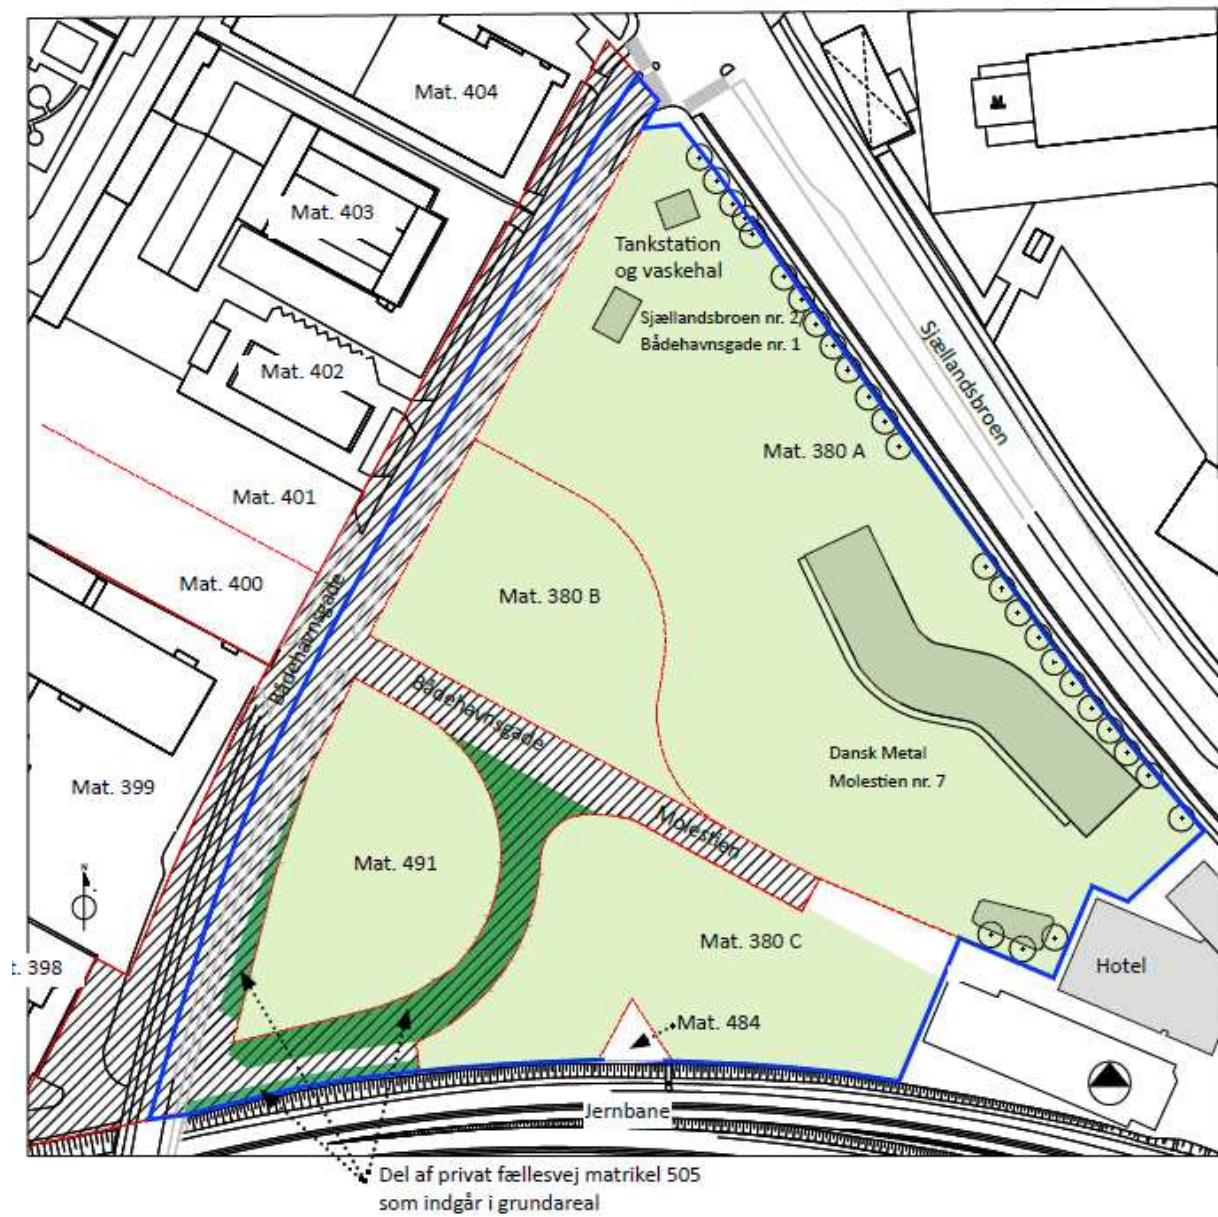 Mat. 404
Mat. 403
Tankstation
og vaskehal
Sjællandsbroen nr. 2/
Bådehavnsgade nr. 1
Sjællandsbroen
Mat. 402
Mat. 380 A
Mat. 401
Mat. 400
Mat. 380 B
Bådehavnsgade
Bådehavnsgade
Dansk Metal
Molestien nr. 7
Mat. 399
Molestien
Mat. 491
N
Mat. 380 C
Hotel
t. 398
Mat. 484
Jernbane
Del af privat fællesvej matrikel 505
som indgår i grundareal